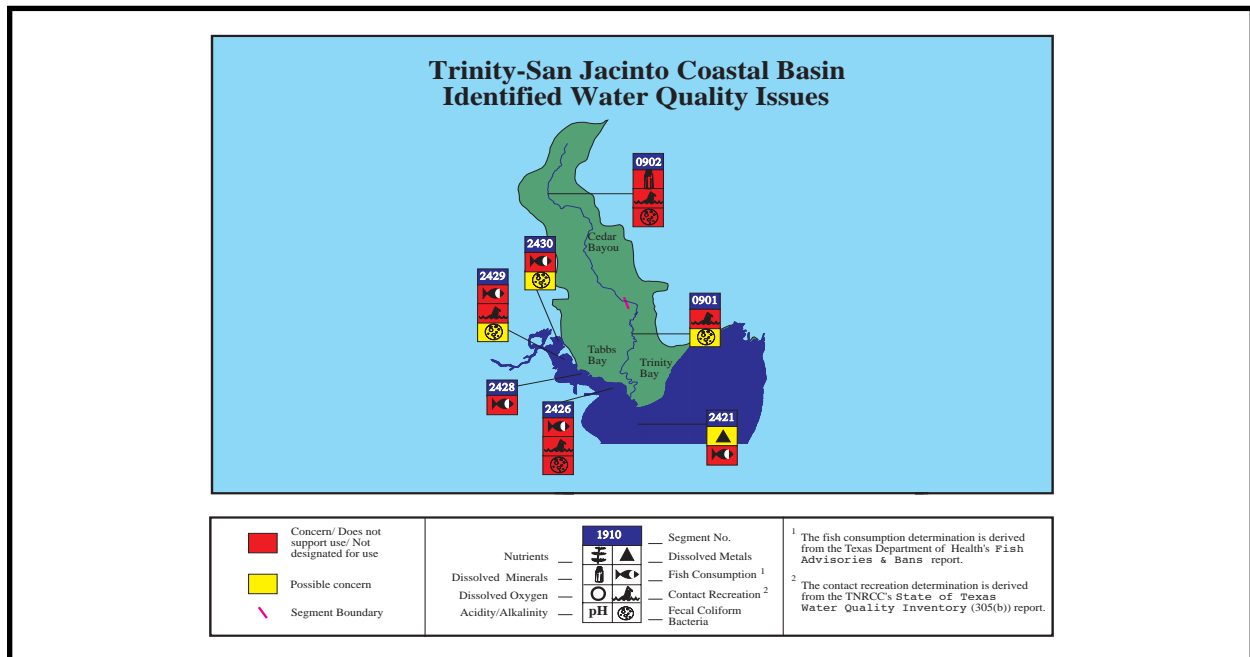 Trinity-San Jacinto Coastal Basin
Identified Water Quality Issues
0902
Cedar
Bayou
2430
2429
0901
Tabbs
Bay
Trinity
Bay
2428
2426
2421
Concern/ Does not
support use/ Not
designated for use
Possible concern
Segment Boundary
1910
Segment No.
Nutrients
Dissolved Metals
Dissolved Minerals
Fish Consumption 1
Dissolved Oxygen
Contact Recreation 2
Acidity/Alkalinity
pH
Fecal Coliform
Bacteria
1 The fish consumption determination is derived
from the Texas Department of Health's Fish
Advisories & Bans report.
2 The contact recreation determination is derived
from the TNRCC's State of Texas
Water Quality Inventory (305(b)) report.